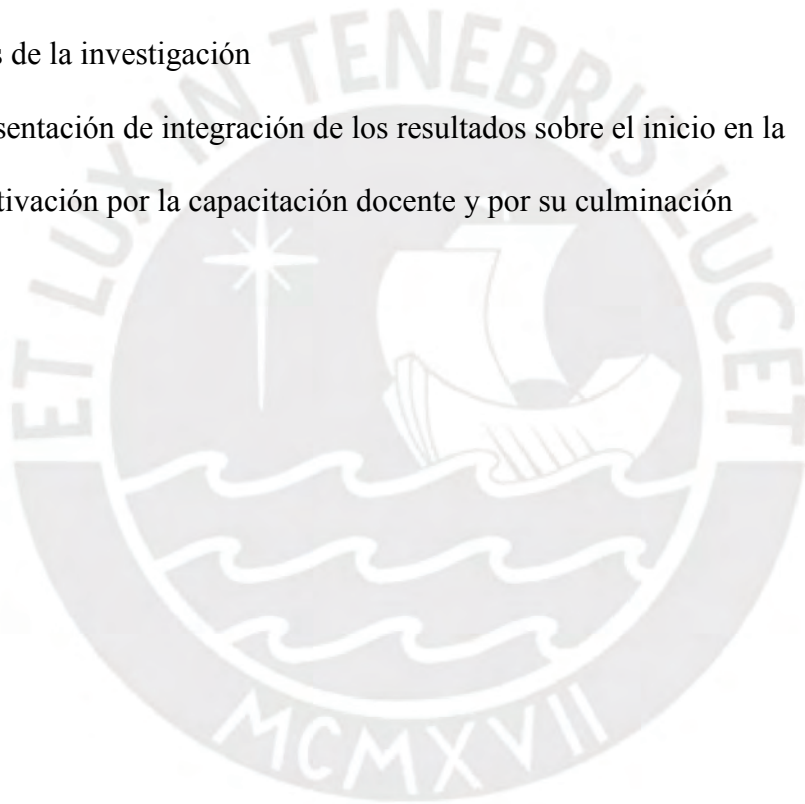 s de la investigación
sentación de integración de los resultados sobre el inicio en la
tivación por la capacitación docente y por su culminación
ET LUX IN TENEBRIS LUCET
MCMXVII